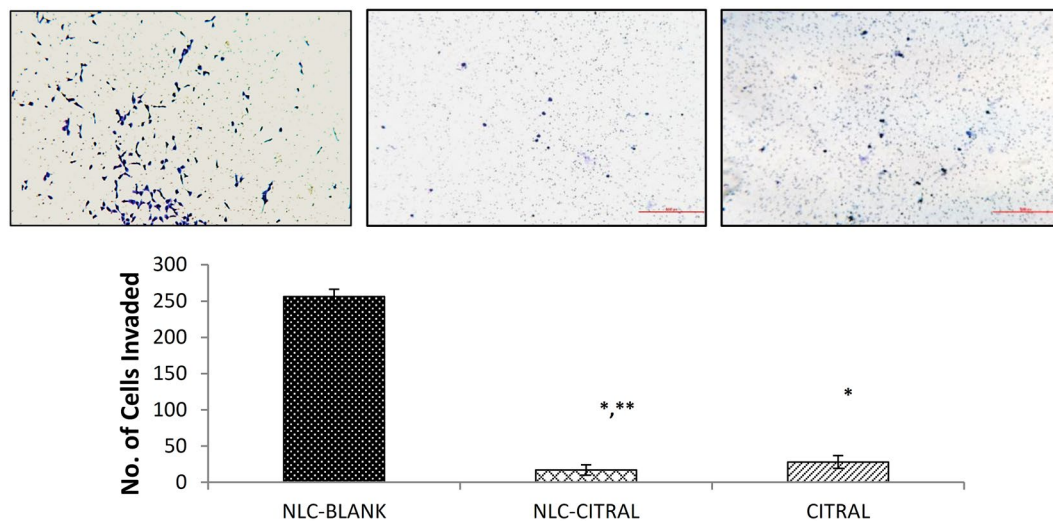 300
250
200
150
100
50
0
No. of Cells Invaded
*,**
*
NLC-BLANK
NLC-CITRAL
CITRAL